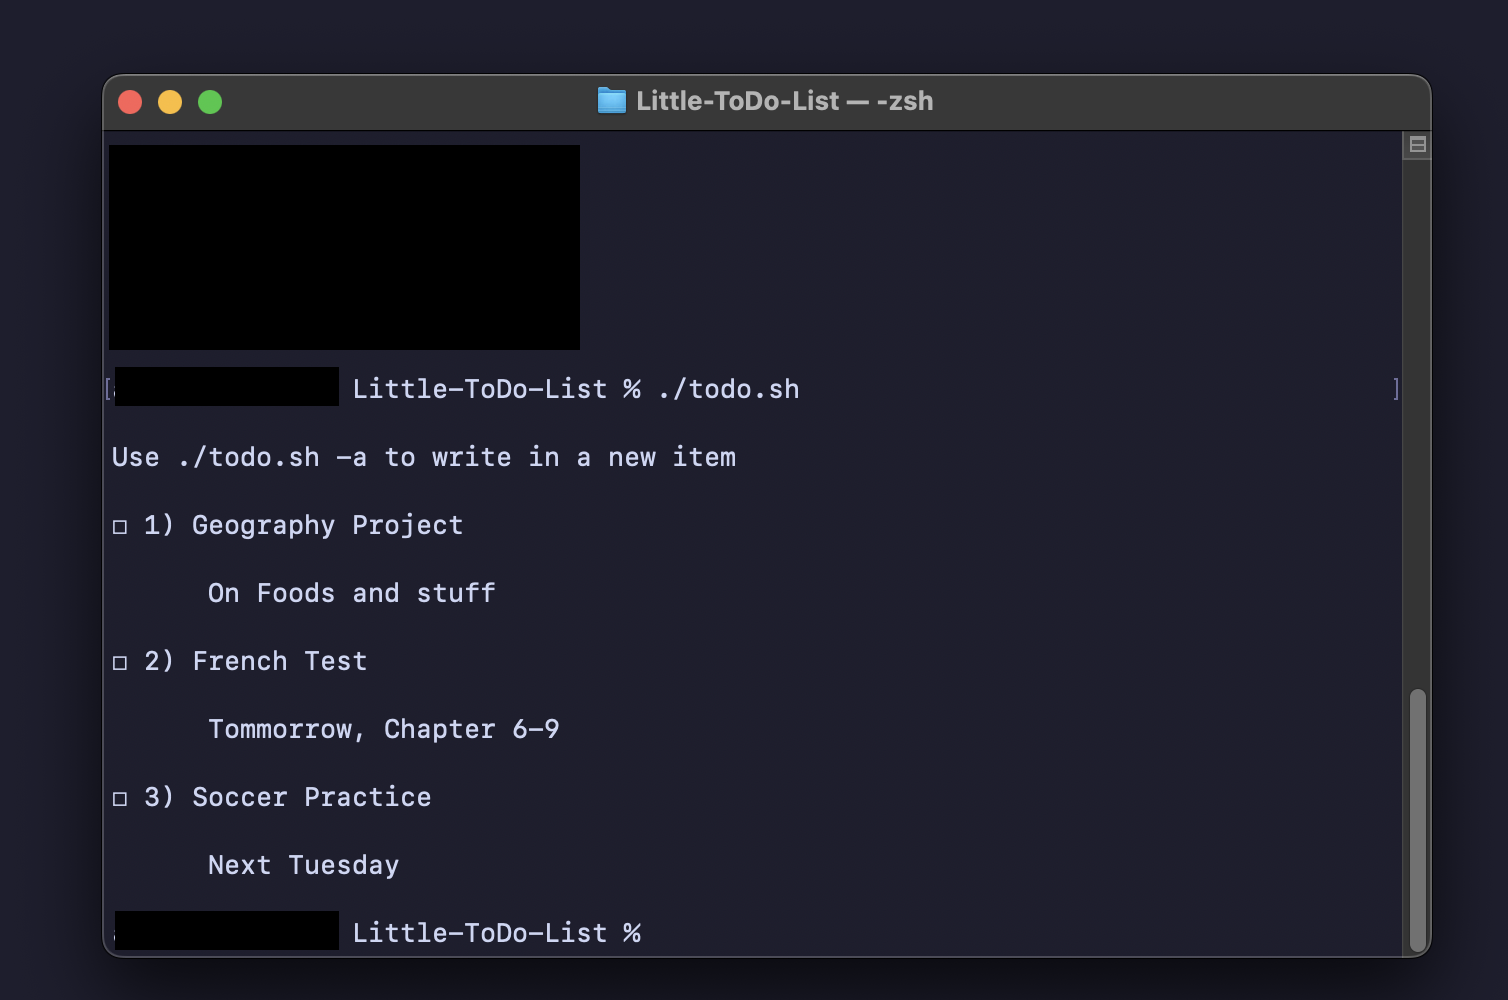 Little-ToDo-List — -zsh
Little-ToDo-List % ./todo.sh
Use ./todo.sh -a to write in a new item
□ 1) Geography Project
On Foods and stuff
□ 2) French Test
Tommorrow, Chapter 6-9
□ 3) Soccer Practice
Next Tuesday
Little-ToDo-List %